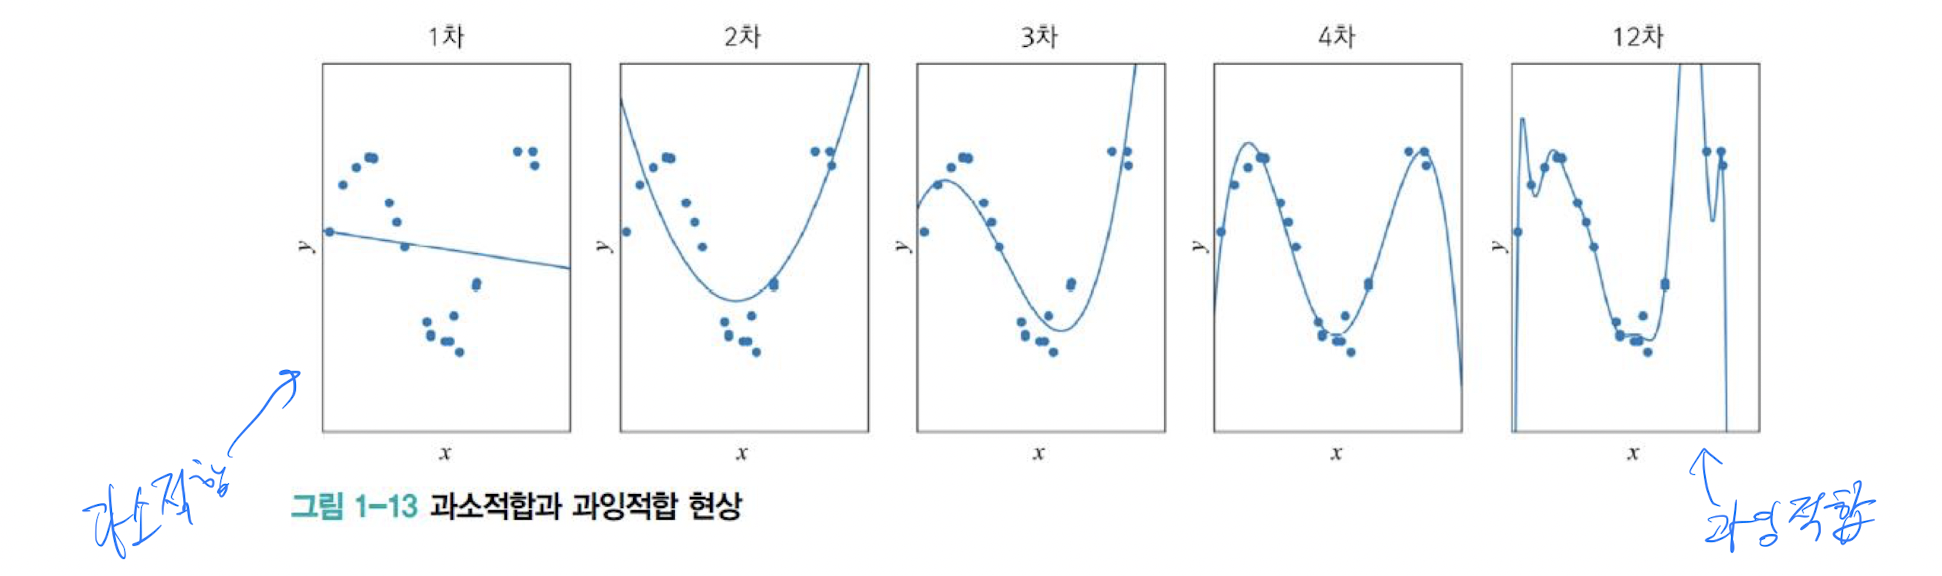 1차 2차 3차 4차 12차
y y y y y
x x x x x
과소적합
그림 1-13 과소적합과 과잉적합 현상
과잉적합